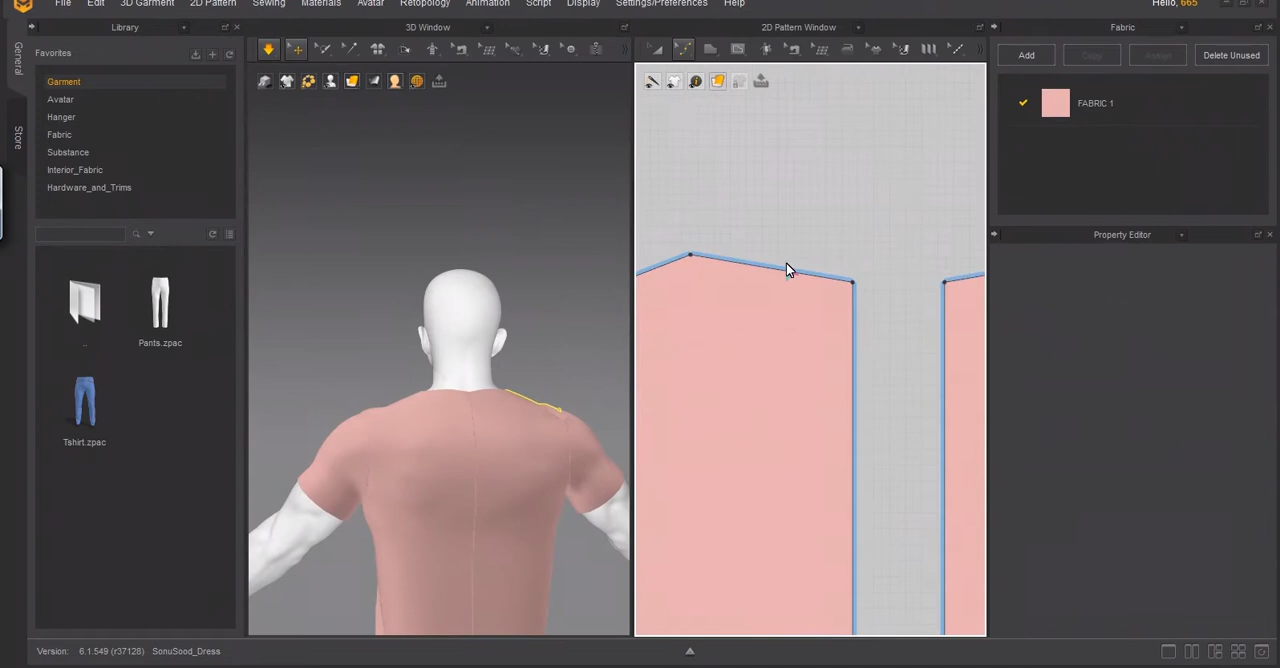 File Edit 3D Garment 2D Pattern Sewing Materials Avatar Retopology Animation Script Display Settings/Preferences Help Hello, 665
Library 3D Window 2D Pattern Window Fabric
General
Store
Favorites
Garment
Avatar
Hanger
Fabric
Substance
Interior_Fabric
Hardware_and_Trims
Add Copy Assign Delete Unused
FABRIC 1
Property Editor
.. Pants.zpac
Tshirt.zpac
Version: 6.1.549 (r37128) SonuSood_Dress